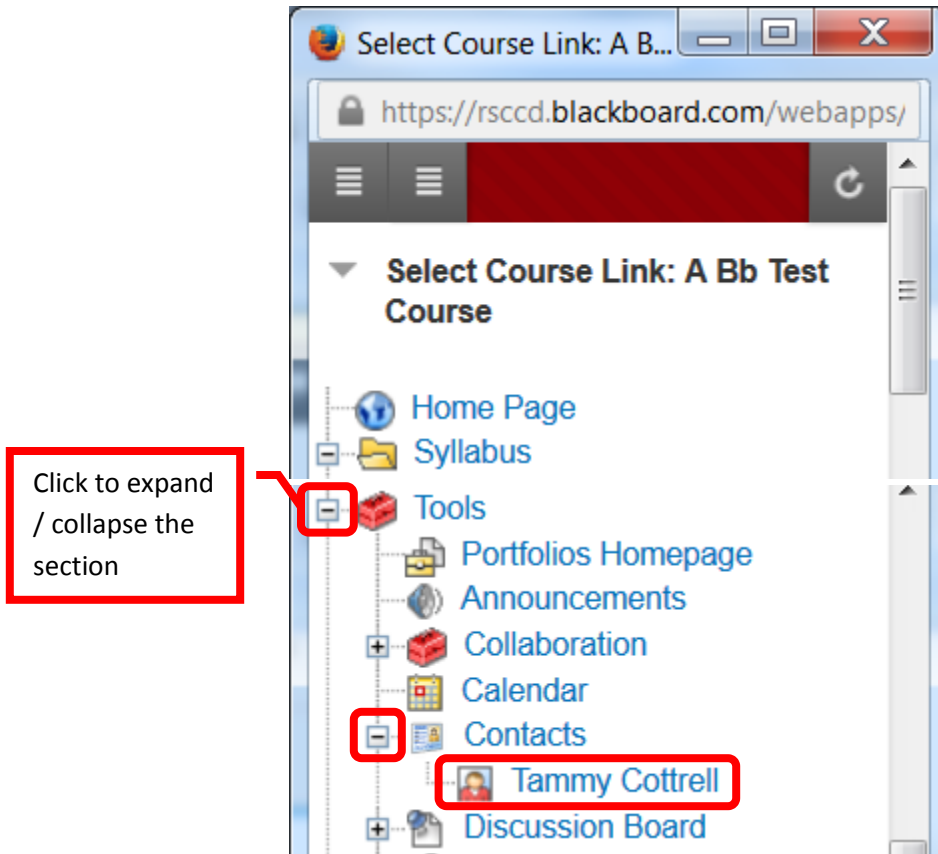 Select Course Link: A B...
https://rsccd.blackboard.com/webapps/
Select Course Link: A Bb Test
Course
Home Page
Syllabus
Click to expand
/ collapse the
section
Tools
Portfolios Homepage
Announcements
Collaboration
Calendar
Contacts
Tammy Cottrell
Discussion Board